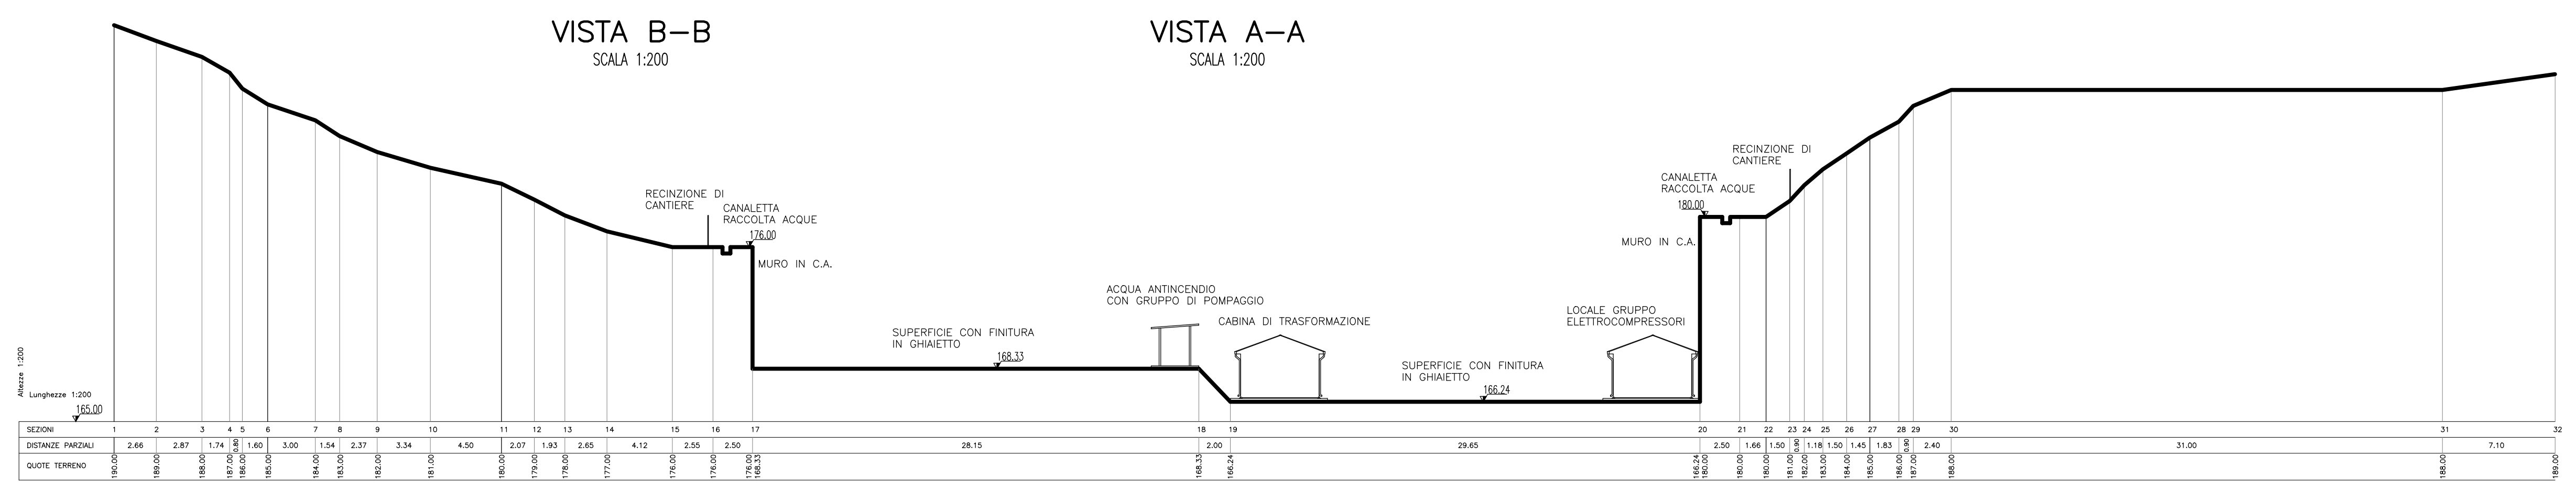 VISTA B-B
SCALA 1:200
VISTA A-A
SCALA 1:200
RECINZIONE DI
CANTIERE
CANALETTA
RACCOLTA ACQUE
176.00
MURO IN C.A.
SUPERFICIE CON FINITURA
IN GHIAIETTO
168.33
ACQUA ANTINCENDIO
CON GRUPPO DI POMPAGGIO
CABINA DI TRASFORMAZIONE
SUPERFICIE CON FINITURA
IN GHIAIETTO
166.24
LOCALE GRUPPO
ELETTROCOMPRESSORI
MURO IN C.A.
180.00
CANALETTA
RACCOLTA ACQUE
RECINZIONE DI
CANTIERE
Altezze 1:200
Lunghezze 1:200
165.00
SEZIONI 1 2 3 4 5 6 7 8 9 10 11 12 13 14 15 16 17 18 19 20 21 22 23 24 25 26 27 28 29 30 31 32
DISTANZE PARZIALI 2.66 2.87 1.74 0.80 1.60 3.00 1.54 2.37 3.34 4.50 2.07 1.93 2.65 4.12 2.55 2.50 28.15 2.00 29.65 2.50 1.66 1.50 0.90 1.18 1.50 1.45 1.83 0.90 2.40 31.00 7.10
QUOTE TERRENO 190.00 189.00 188.00 187.00 186.00 185.00 184.00 183.00 182.00 181.00 180.00 179.00 178.00 177.00 176.00 176.00 176.00 168.33 168.33 166.24 166.24 180.00 180.00 180.00 181.00 182.00 183.00 184.00 185.00 186.00 187.00 188.00 188.00 189.00